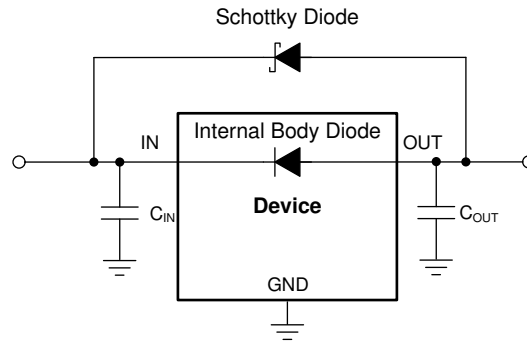 Schottky Diode
Internal Body Diode
IN
OUT
Device
CIN
COUT
GND